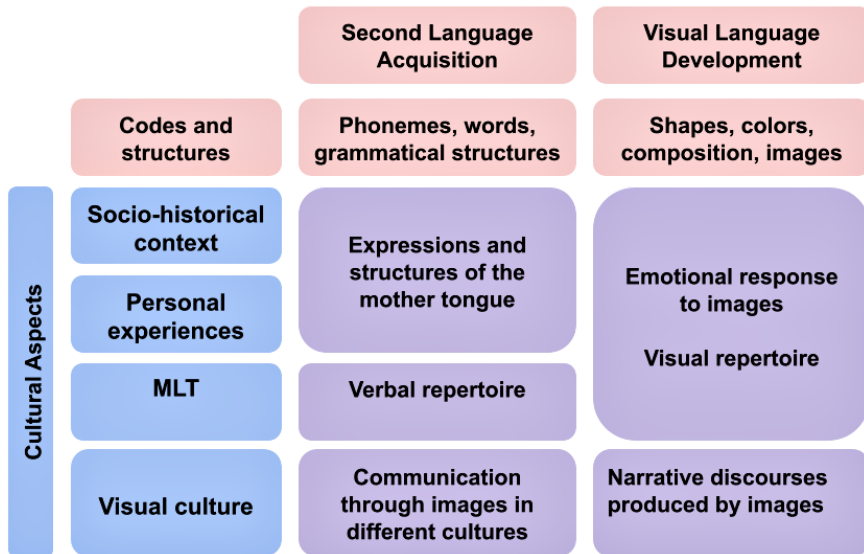 Second Language
Acquisition
Visual Language
Development
Codes and
structures
Phonemes, words,
grammatical structures
Shapes, colors,
composition, images
Cultural Aspects
Socio-historical
context
Personal
experiences
Expressions and
structures of the
mother tongue
Emotional response
to images
Visual repertoire
MLT
Verbal repertoire
Visual culture
Communication
through images in
different cultures
Narrative discourses
produced by images